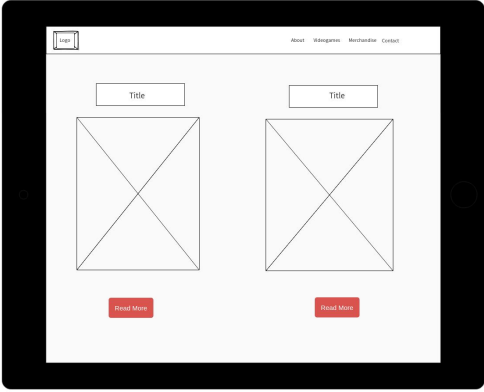 Logo
About Videogames Merchandise Contact
Title
Title
Read More
Read More